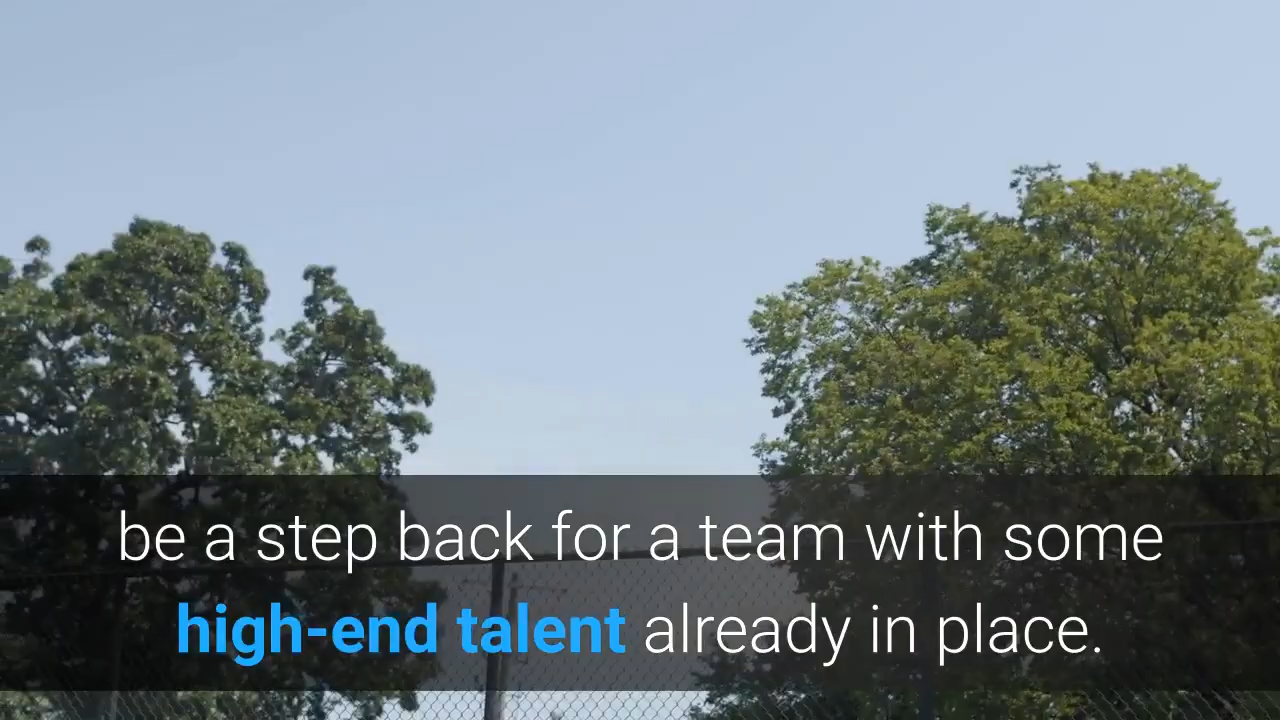 be a step back for a team with some
high-end talent already in place.